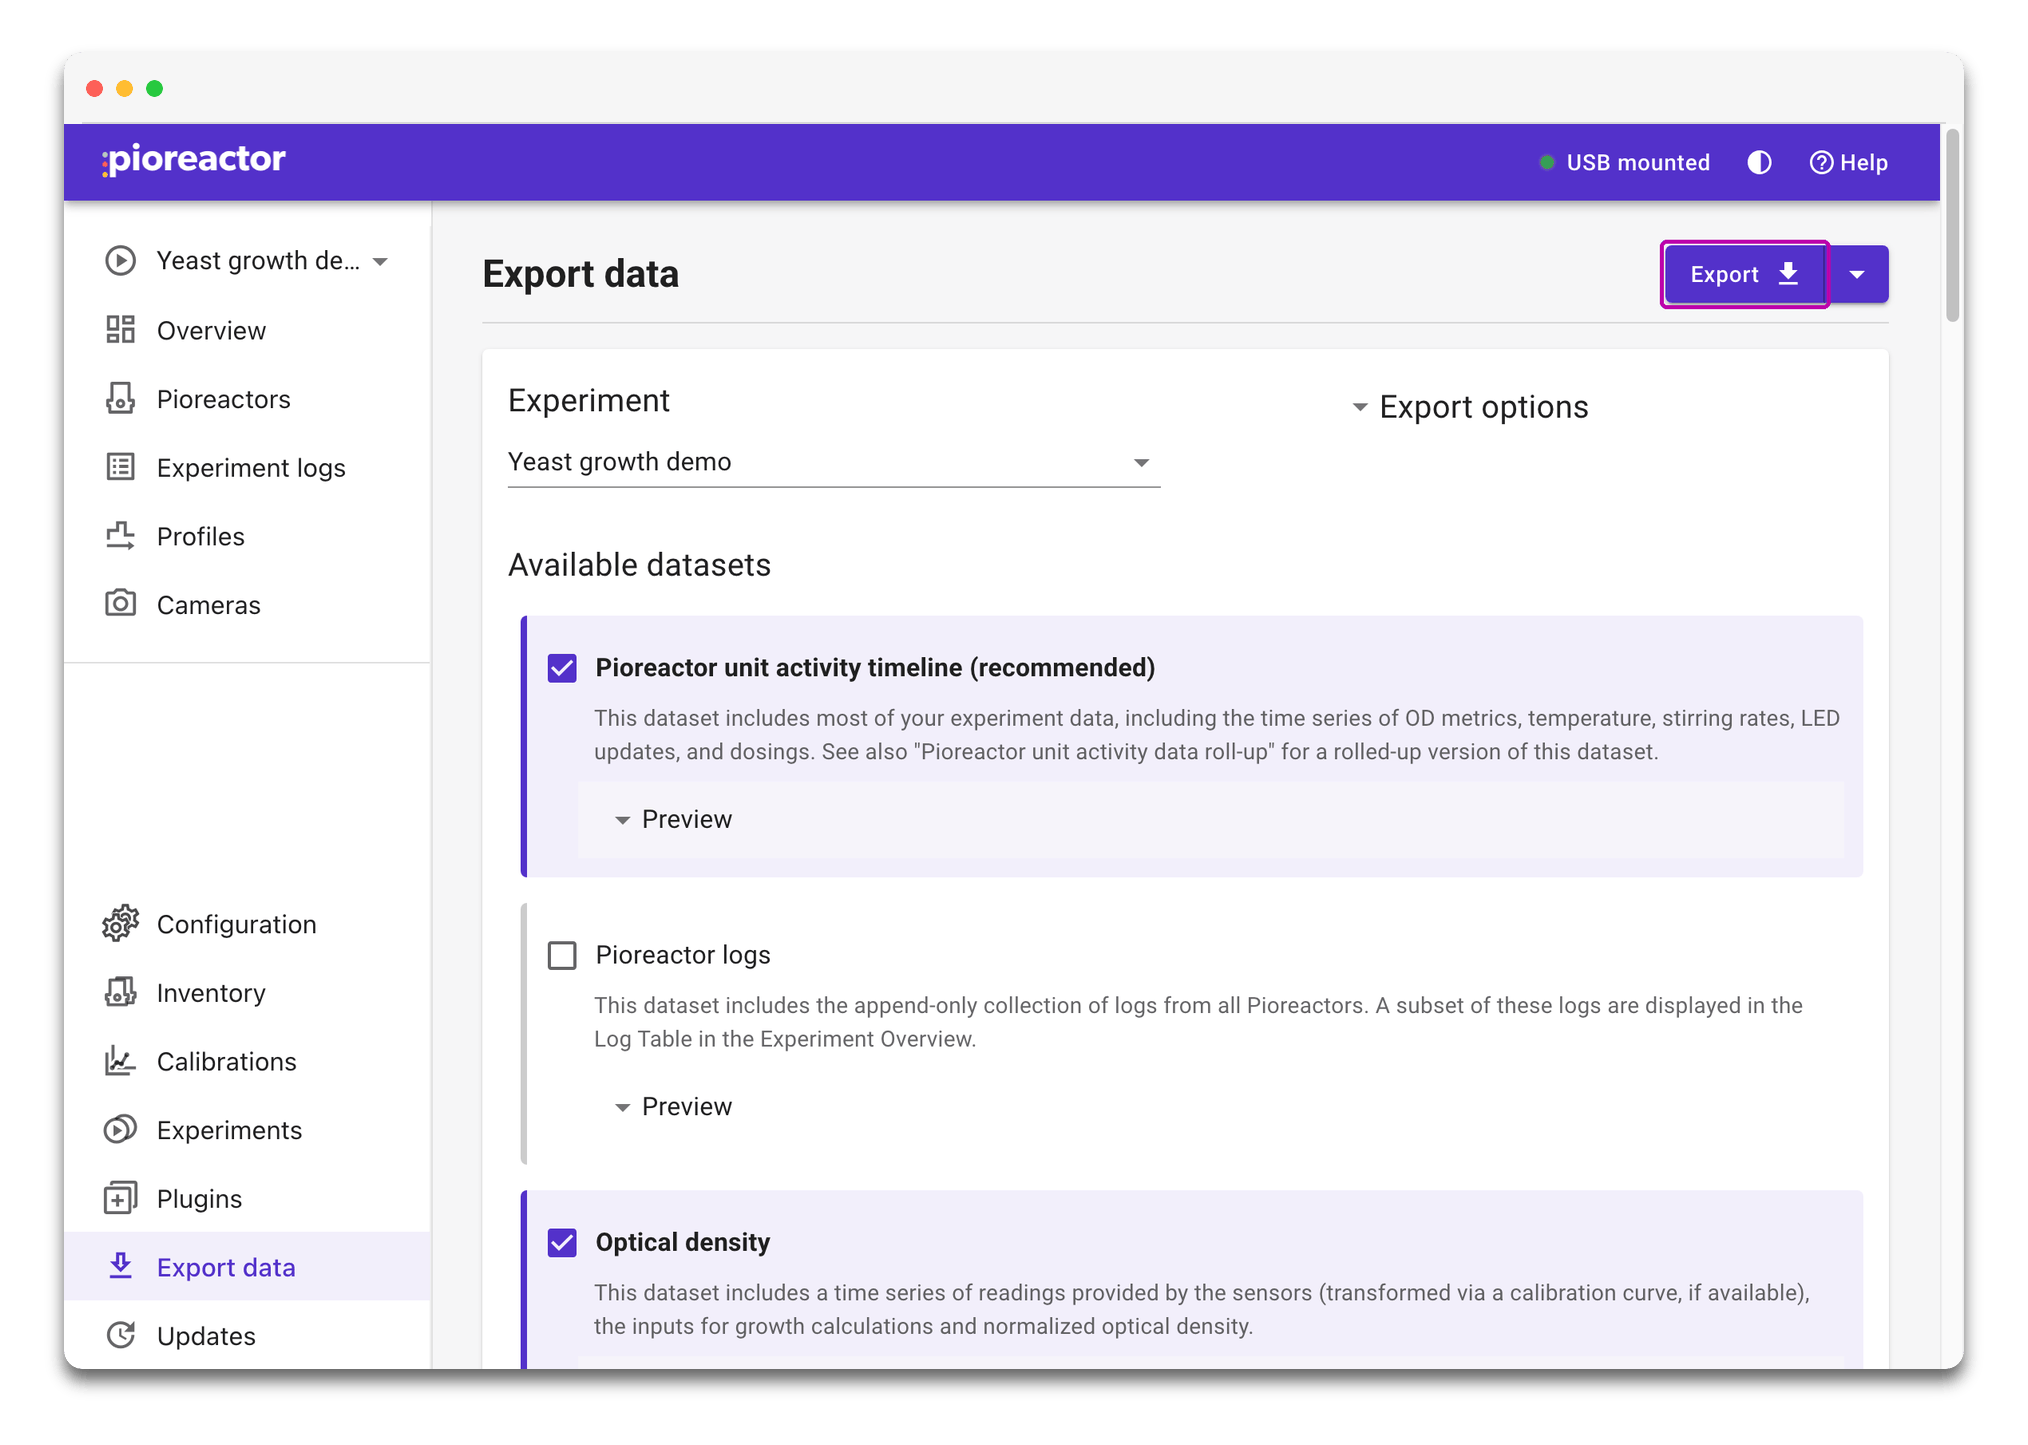 pioreactor
USB mounted
Help
Yeast growth de...
Overview
Pioreactors
Experiment logs
Profiles
Cameras
Configuration
Inventory
Calibrations
Experiments
Plugins
Export data
Updates
Export data
Export
Experiment
Export options
Yeast growth demo
Available datasets
Pioreactor unit activity timeline (recommended)
This dataset includes most of your experiment data, including the time series of OD metrics, temperature, stirring rates, LED
updates, and dosings. See also "Pioreactor unit activity data roll-up" for a rolled-up version of this dataset.
Preview
Pioreactor logs
This dataset includes the append-only collection of logs from all Pioreactors. A subset of these logs are displayed in the
Log Table in the Experiment Overview.
Preview
Optical density
This dataset includes a time series of readings provided by the sensors (transformed via a calibration curve, if available),
the inputs for growth calculations and normalized optical density.